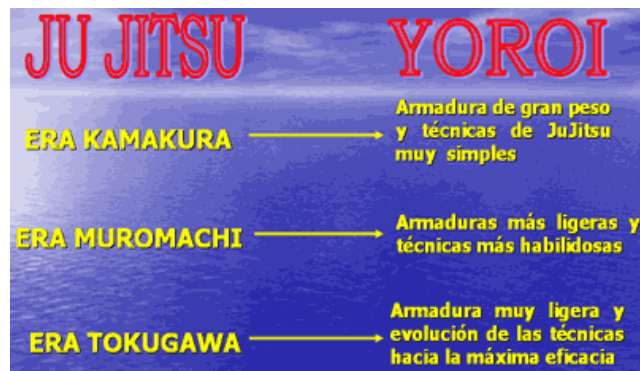 JU JITSU YOROI
ERA KAMAKURA
Armadura de gran peso
y técnicas de JuJitsu
muy simples
ERA MUROMACHI
Armaduras más ligeras y
técnicas más habilidosas
ERA TOKUGAWA
Armadura muy ligera y
evolución de las técnicas
hacia la máxima eficacia